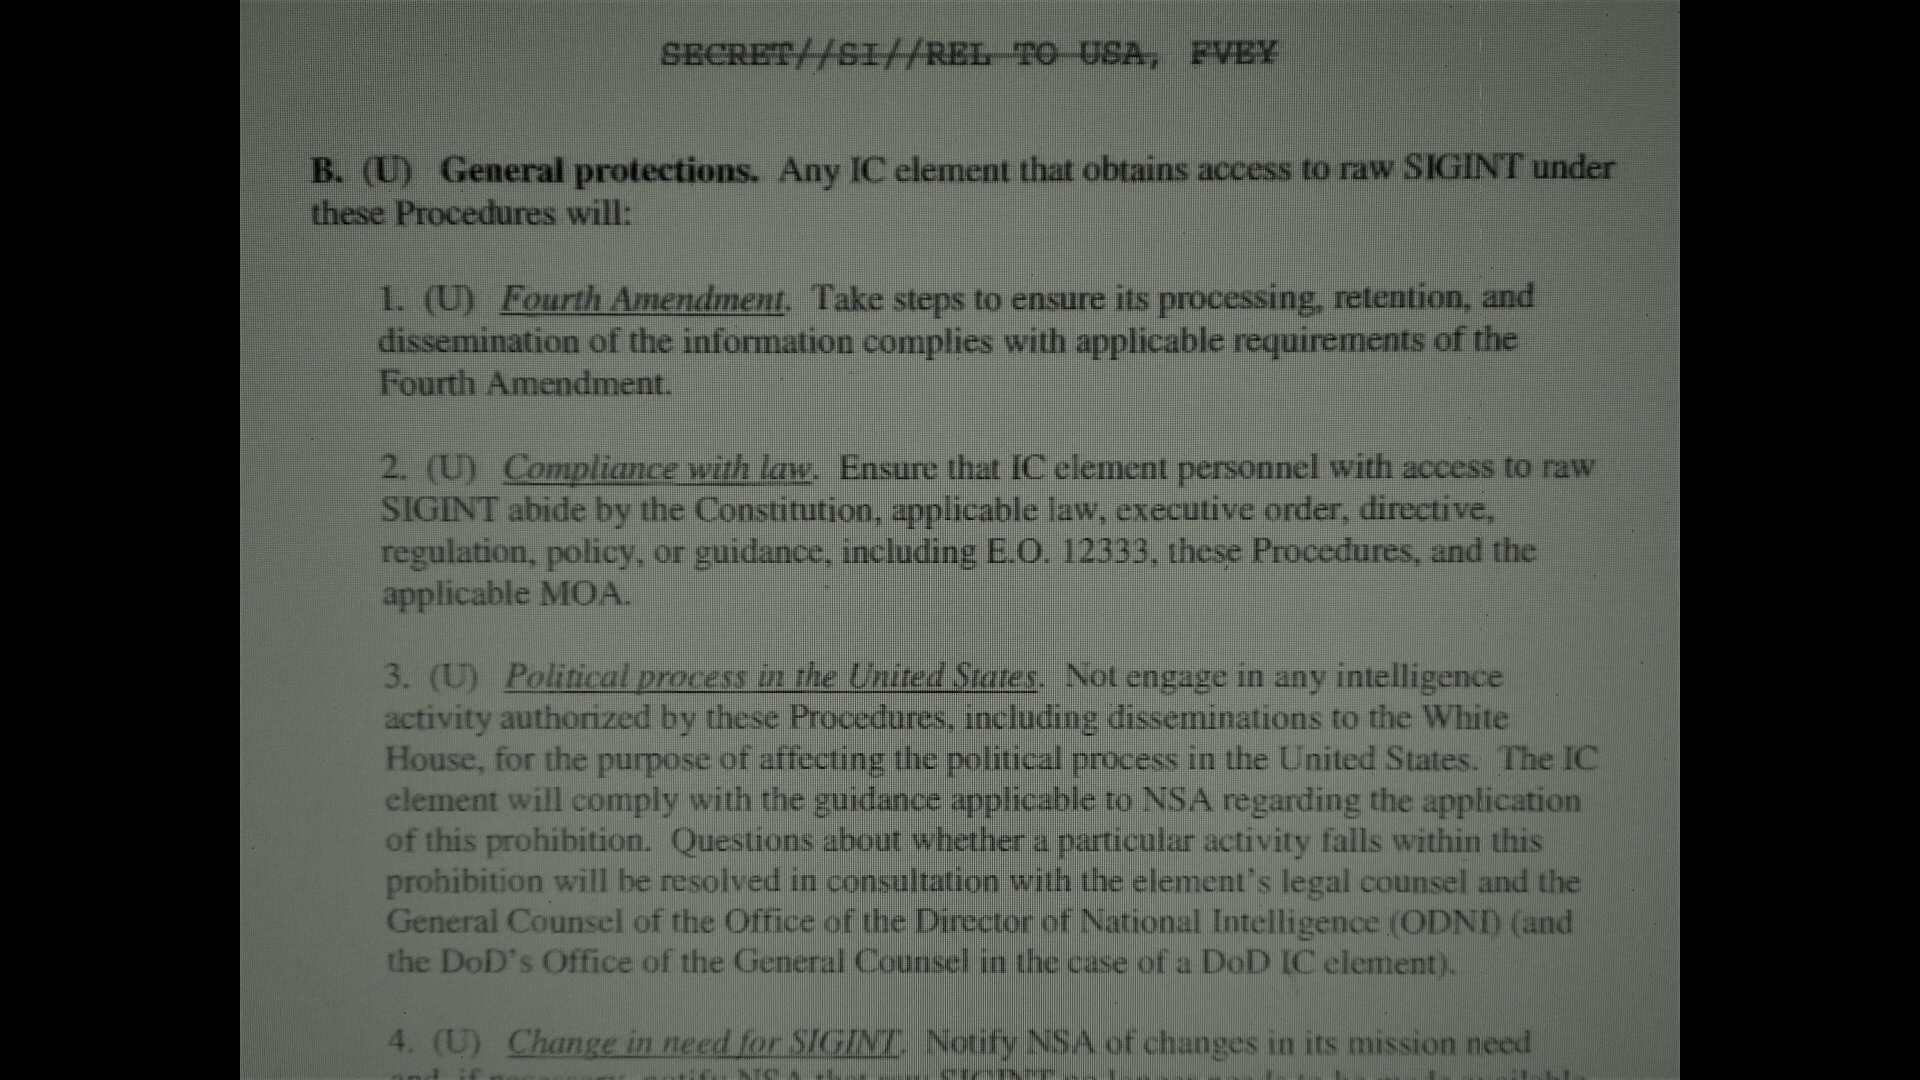 SECRET//SI//REL TO USA, FVEY
B. (U) General protections. Any IC element that obtains access to raw SIGINT under
these Procedures will:
1. (U) Fourth Amendment. Take steps to ensure its processing, retention, and
dissemination of the information complies with applicable requirements of the
Fourth Amendment.
2. (U) Compliance with law. Ensure that IC element personnel with access to raw
SIGINT abide by the Constitution, applicable law, executive order, directive,
regulation, policy, or guidance, including E.O. 12333, these Procedures, and the
applicable MOA.
3. (U) Political process in the United States. Not engage in any intelligence
activity authorized by these Procedures, including disseminations to the White
House, for the purpose of affecting the political process in the United States. The IC
element will comply with the guidance applicable to NSA regarding the application
of this prohibition. Questions about whether a particular activity falls within this
prohibition will be resolved in consultation with the element's legal counsel and the
General Counsel of the Office of the Director of National Intelligence (ODNI) (and
the DoD's Office of the General Counsel in the case of a DoD IC element).
4. (U) Change in need for SIGINT. Notify NSA of changes in its mission need